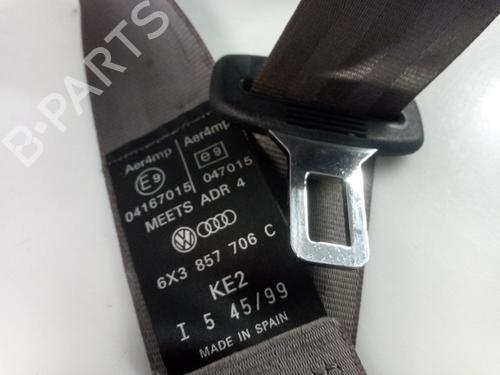 B-PARTS
Aer4mp
E9
04167015
Aer4mp
e9
047015
MEETS ADR 4
6X3 857 706 C
KE2
I 5 45/99
MADE IN SPAIN